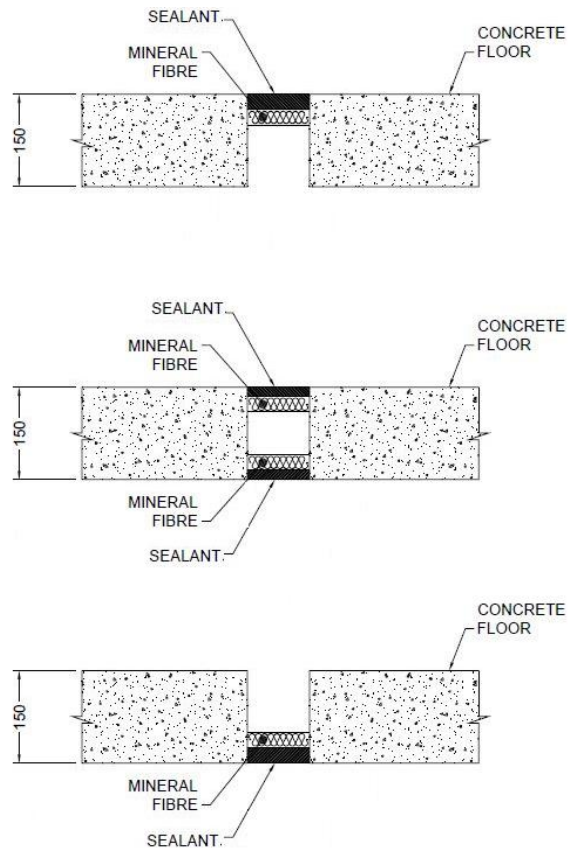 SEALANT.
MINERAL
FIBRE
CONCRETE
FLOOR
150
SEALANT.
MINERAL
FIBRE
CONCRETE
FLOOR
150
MINERAL
FIBRE
SEALANT.
CONCRETE
FLOOR
150
MINERAL
FIBRE
SEALANT.